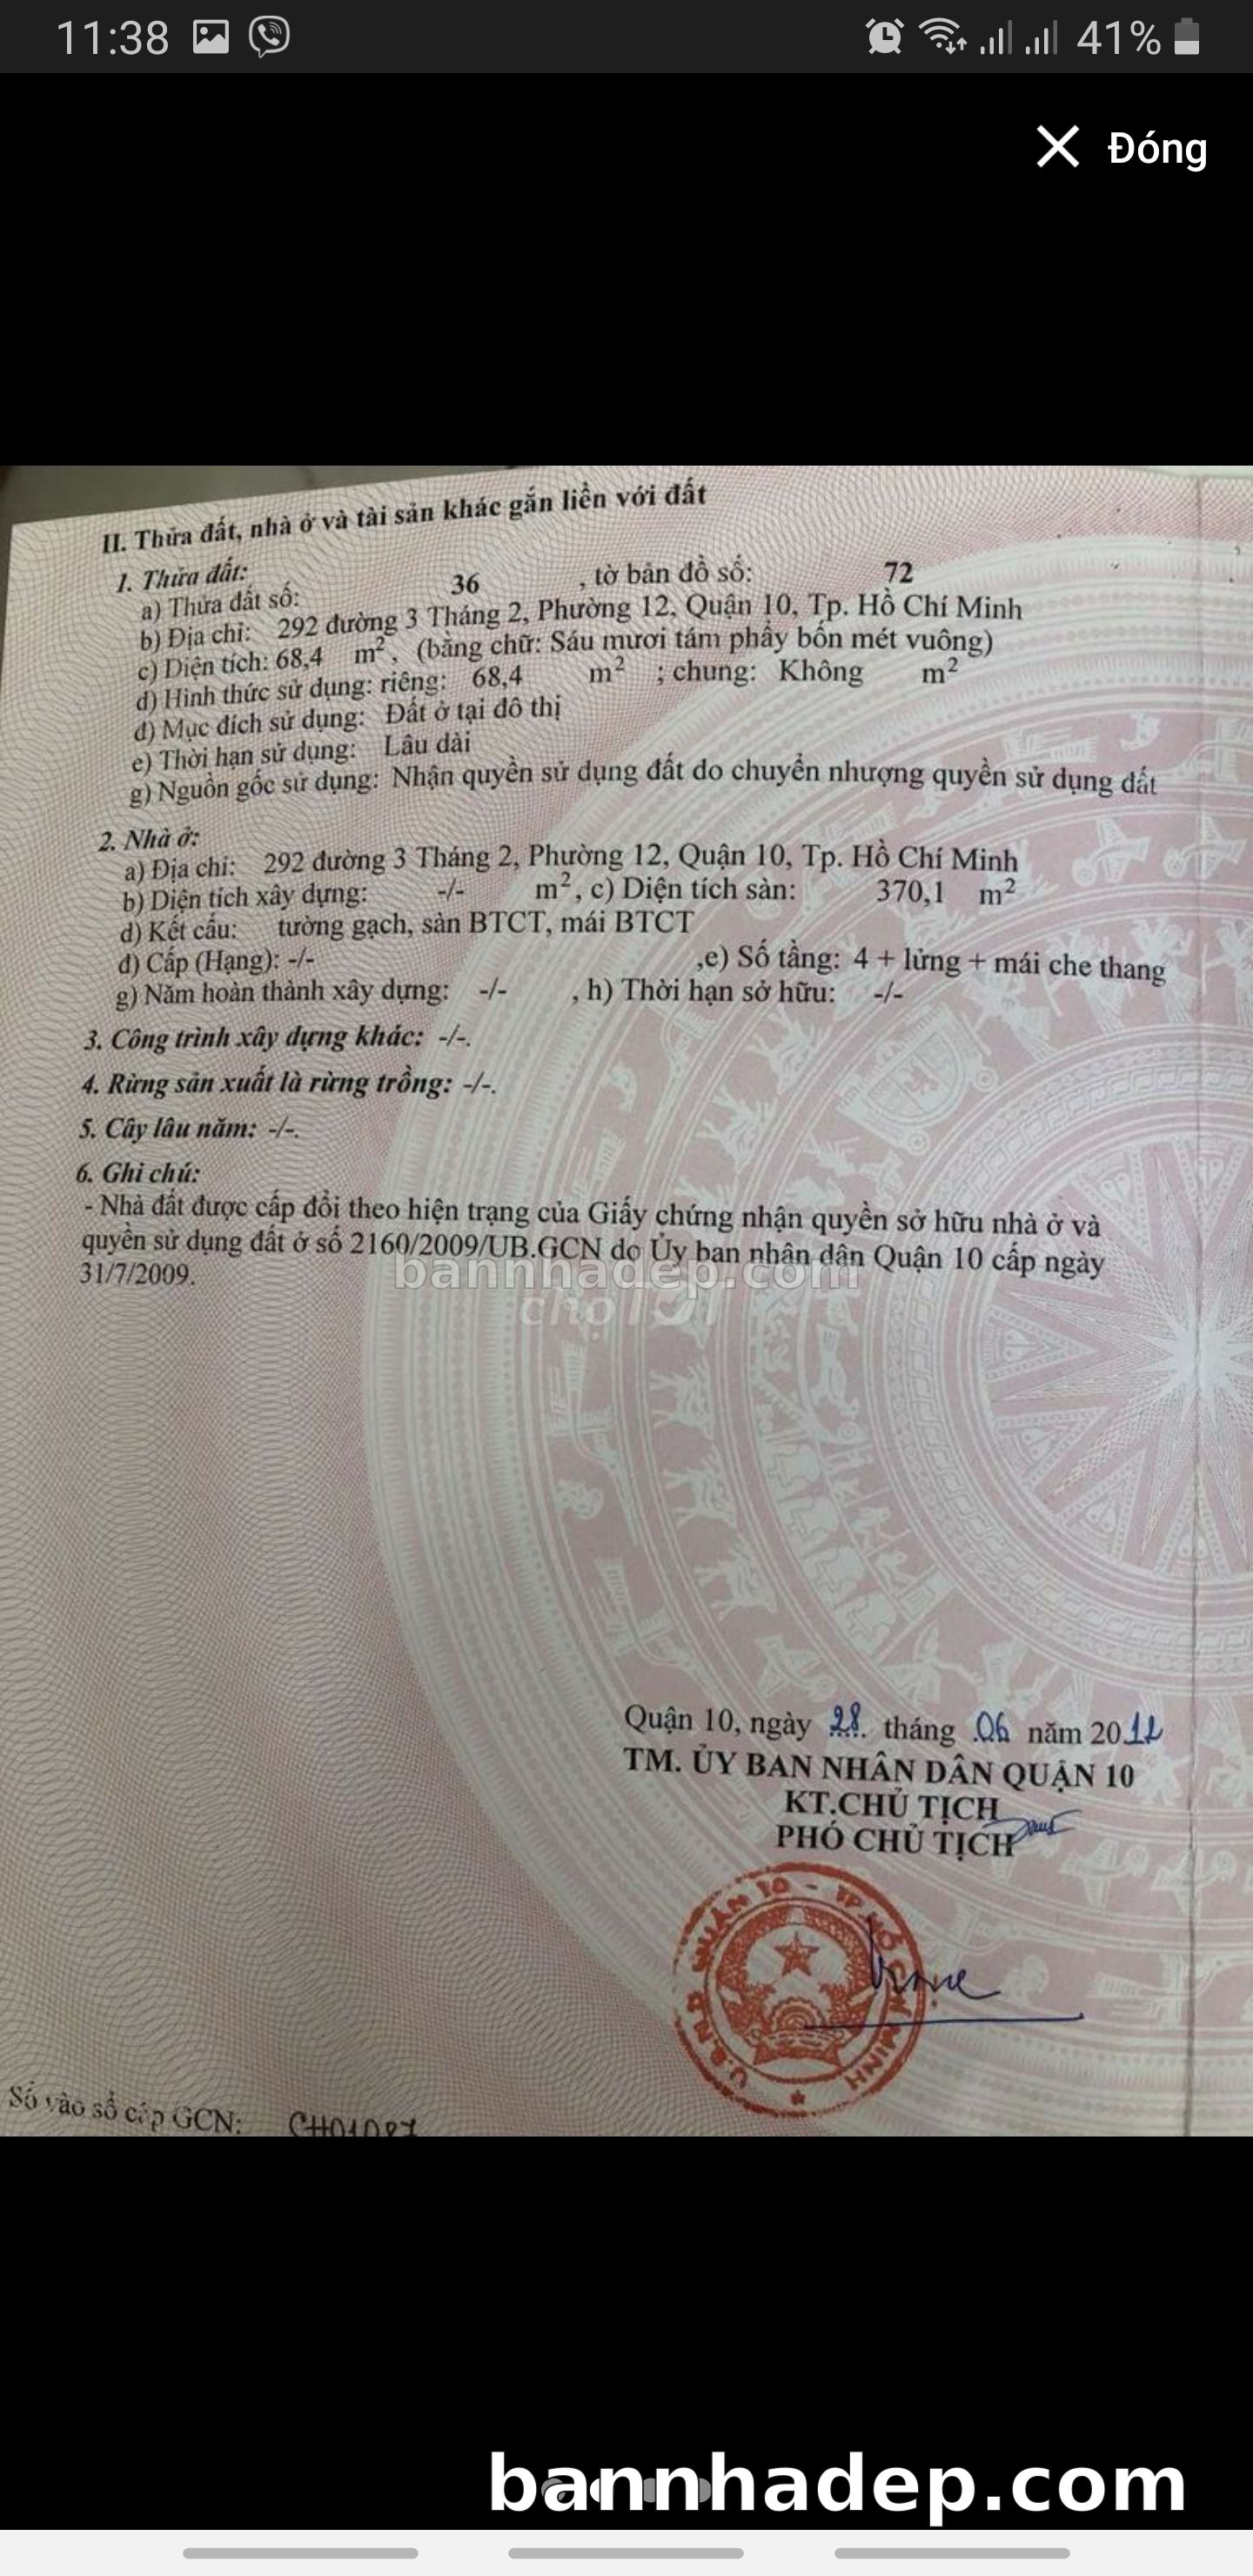 11:38 41%
Đóng
II. Thửa đất, nhà ở và tài sản khác gắn liền với đất
1. Thửa đất:
a) Thửa đất số: 36 , tờ bản đồ số: 72
b) Địa chỉ: 292 đường 3 Tháng 2, Phường 12, Quận 10, Tp. Hồ Chí Minh
c) Diện tích: 68,4 m², (bằng chữ: Sáu mươi tám phẩy bốn mét vuông)
d) Hình thức sử dụng: riêng: 68,4 m² ; chung: Không m²
đ) Mục đích sử dụng: Đất ở tại đô thị
e) Thời hạn sử dụng: Lâu dài
g) Nguồn gốc sử dụng: Nhận quyền sử dụng đất do chuyển nhượng quyền sử dụng đất
2. Nhà ở:
a) Địa chỉ: 292 đường 3 Tháng 2, Phường 12, Quận 10, Tp. Hồ Chí Minh
b) Diện tích xây dựng: -/- m², c) Diện tích sàn: 370,1 m²
d) Kết cấu: tường gạch, sàn BTCT, mái BTCT
đ) Cấp (Hạng): -/- ,e) Số tầng: 4 + lửng + mái che thang
g) Năm hoàn thành xây dựng: -/- , h) Thời hạn sở hữu: -/-
3. Công trình xây dựng khác: -/-.
4. Rừng sản xuất là rừng trồng: -/-.
5. Cây lâu năm: -/-.
6. Ghi chú:
- Nhà đất được cấp đổi theo hiện trạng của Giấy chứng nhận quyền sở hữu nhà ở và
quyền sử dụng đất ở số 2160/2009/UB.GCN do Ủy ban nhân dân Quận 10 cấp ngày
31/7/2009.
bannhadep.com
chợ TỐT
Quận 10, ngày 28 tháng 06 năm 2012
TM. ỦY BAN NHÂN DÂN QUẬN 10
KT.CHỦ TỊCH
PHÓ CHỦ TỊCH
U.B.N.D QUẬN 10 - TP.HỒ CHÍ MINH
Số vào sổ cấp GCN: CH01087
bannhadep.com